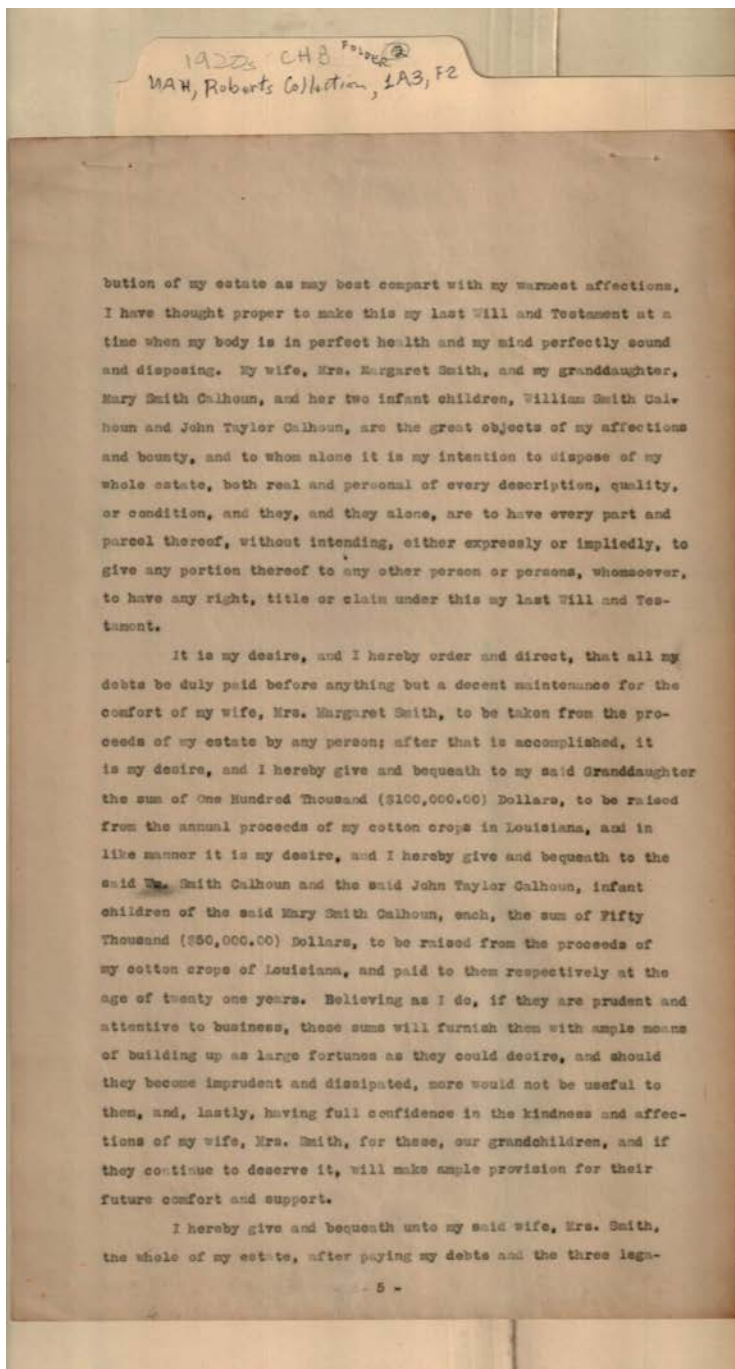 1920s CHB FOLDER 2
UAH, Roberts Collection, 1A3, F2
bution of my estate as may best compart with my warmest affections,
I have thought proper to make this my last Will and Testament at a
time when my body is in perfect health and my mind perfectly sound
and disposing. My wife, Mrs. Margaret Smith, and my granddaughter,
Mary Smith Calhoun, and her two infant children, William Smith Cal-
houn and John Taylor Calhoun, are the great objects of my affections
and bounty, and to whom alone it is my intention to dispose of my
whole estate, both real and personal of every description, quality,
or condition, and they, and they alone, are to have every part and
parcel thereof, without intending, either expressly or impliedly, to
give any portion thereof to any other person or persons, whomsoever,
to have any right, title or claim under this my last Will and Tes-
tament.
It is my desire, and I hereby order and direct, that all my
debts be duly paid before anything but a decent maintenance for the
comfort of my wife, Mrs. Margaret Smith, to be taken from the pro-
ceeds of my estate by any person; after that is accomplished, it
is my desire, and I hereby give and bequeath to my said Granddaughter
the sum of One Hundred Thousand ($100,000.00) Dollars, to be raised
from the annual proceeds of my cotton crops in Louisiana, and in
like manner it is my desire, and I hereby give and bequeath to the
said Wm. Smith Calhoun and the said John Taylor Calhoun, infant
children of the said Mary Smith Calhoun, each, the sum of Fifty
Thousand ($50,000.00) Dollars, to be raised from the proceeds of
my cotton crops of Louisiana, and paid to them respectively at the
age of twenty one years. Believing as I do, if they are prudent and
attentive to business, these sums will furnish them with ample means
of building up as large fortunes as they could desire, and should
they become imprudent and dissipated, more would not be useful to
them, and, lastly, having full confidence in the kindness and affec-
tions of my wife, Mrs. Smith, for these, our grandchildren, and if
they continue to deserve it, will make ample provision for their
future comfort and support.
I hereby give and bequeath unto my said wife, Mrs. Smith,
the whole of my estate, after paying my debts and the three lega-
- 5 -